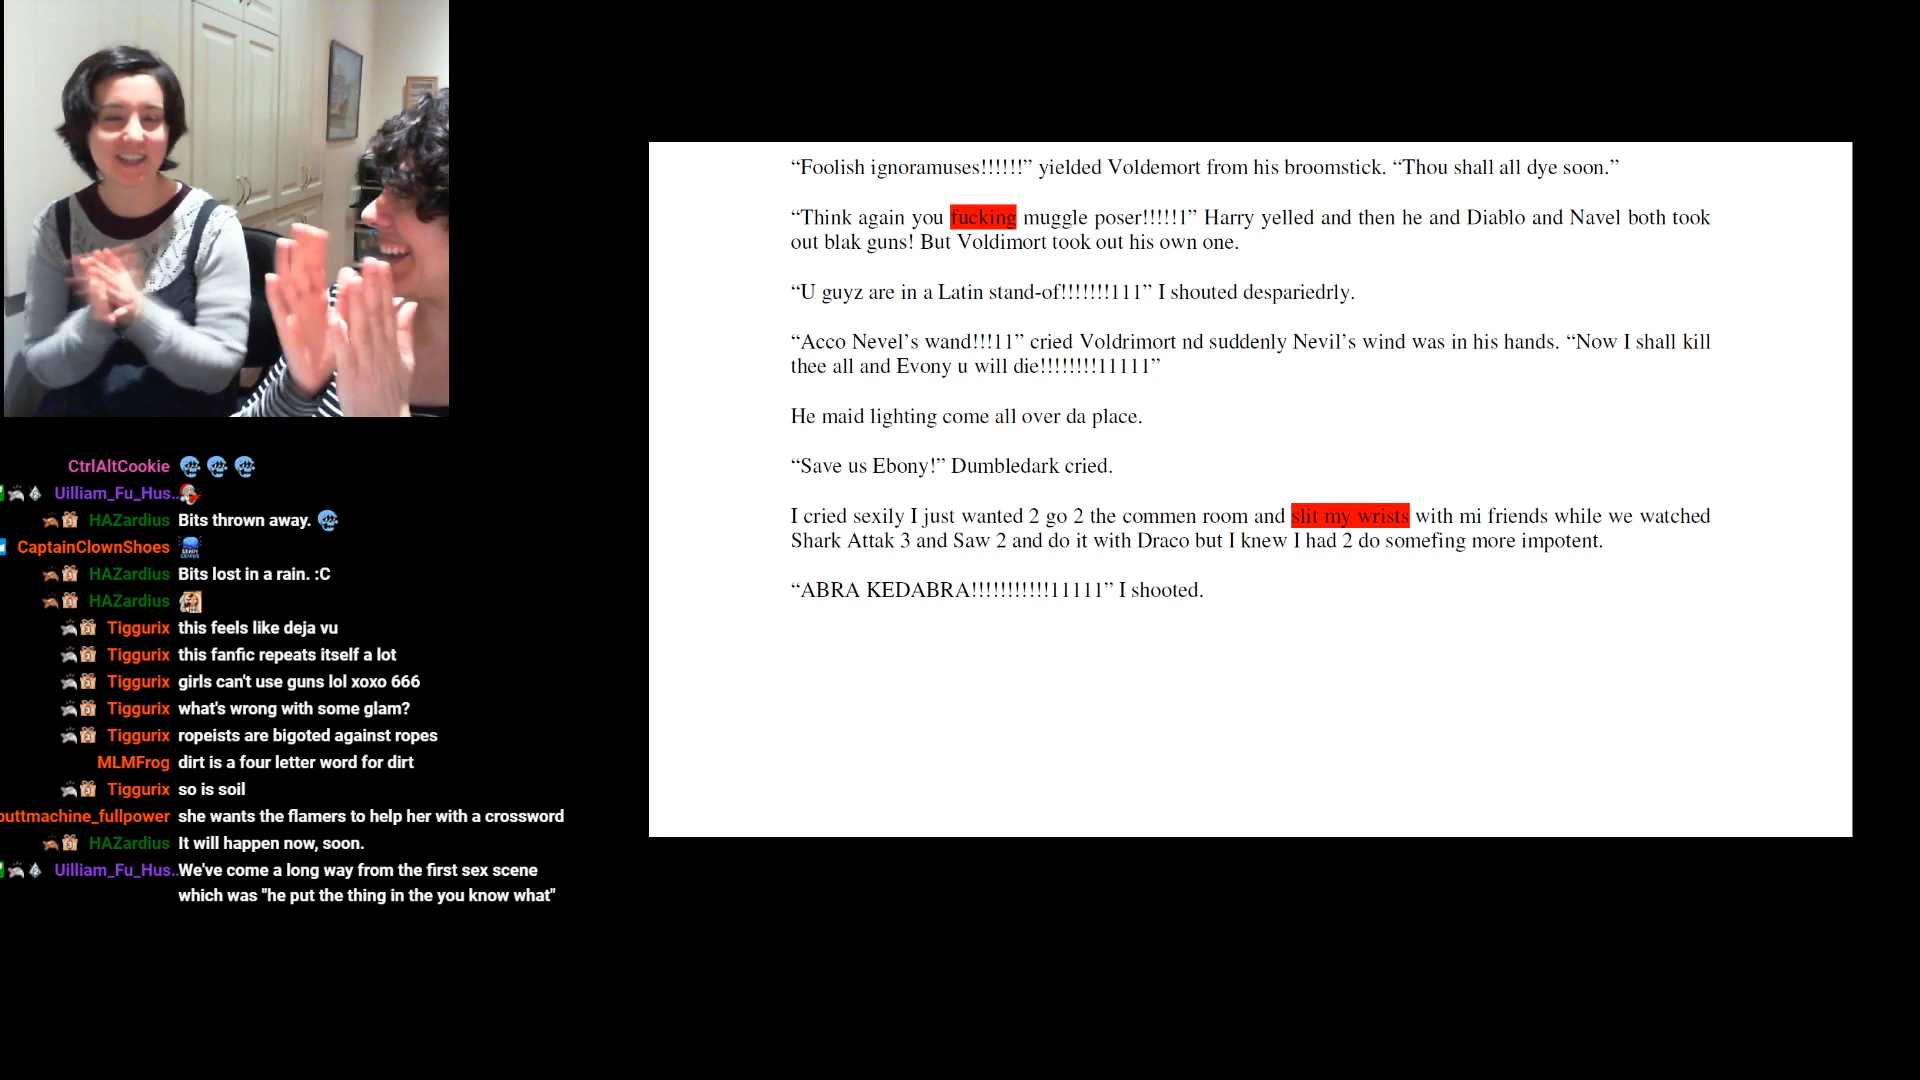 “Foolish ignoramuses!!!!!!” yielded Voldemort from his broomstick. “Thou shall all dye soon.”
“Think again you fucking muggle poser!!!!!1” Harry yelled and then he and Diablo and Navel both took
out blak guns! But Voldimort took out his own one.
“U guyz are in a Latin stand-of!!!!!!!111” I shouted despariedrly.
“Acco Nevel’s wand!!!11” cried Voldrimort nd suddenly Nevil’s wind was in his hands. “Now I shall kill
thee all and Evony u will die!!!!!!!!11111”
He maid lighting come all over da place.
“Save us Ebony!” Dumbledark cried.
I cried sexily I just wanted 2 go 2 the commen room and slit my wrists with mi friends while we watched
Shark Attak 3 and Saw 2 and do it with Draco but I knew I had 2 do somefing more impotent.
“ABRA KEDABRA!!!!!!!!!!!11111” I shooted.
CtrlAltCookie
Uilliam_Fu_Hus..
HAZardius Bits thrown away.
CaptainClownShoes
HAZardius Bits lost in a rain. :C
HAZardius
Tiggurix this feels like deja vu
Tiggurix this fanfic repeats itself a lot
Tiggurix girls can't use guns lol xoxo 666
Tiggurix what's wrong with some glam?
Tiggurix ropeists are bigoted against ropes
MLMFrog dirt is a four letter word for dirt
Tiggurix so is soil
buttmachine_fullpower she wants the flamers to help her with a crossword
HAZardius It will happen now, soon.
Uilliam_Fu_Hus.. We've come a long way from the first sex scene
which was "he put the thing in the you know what"